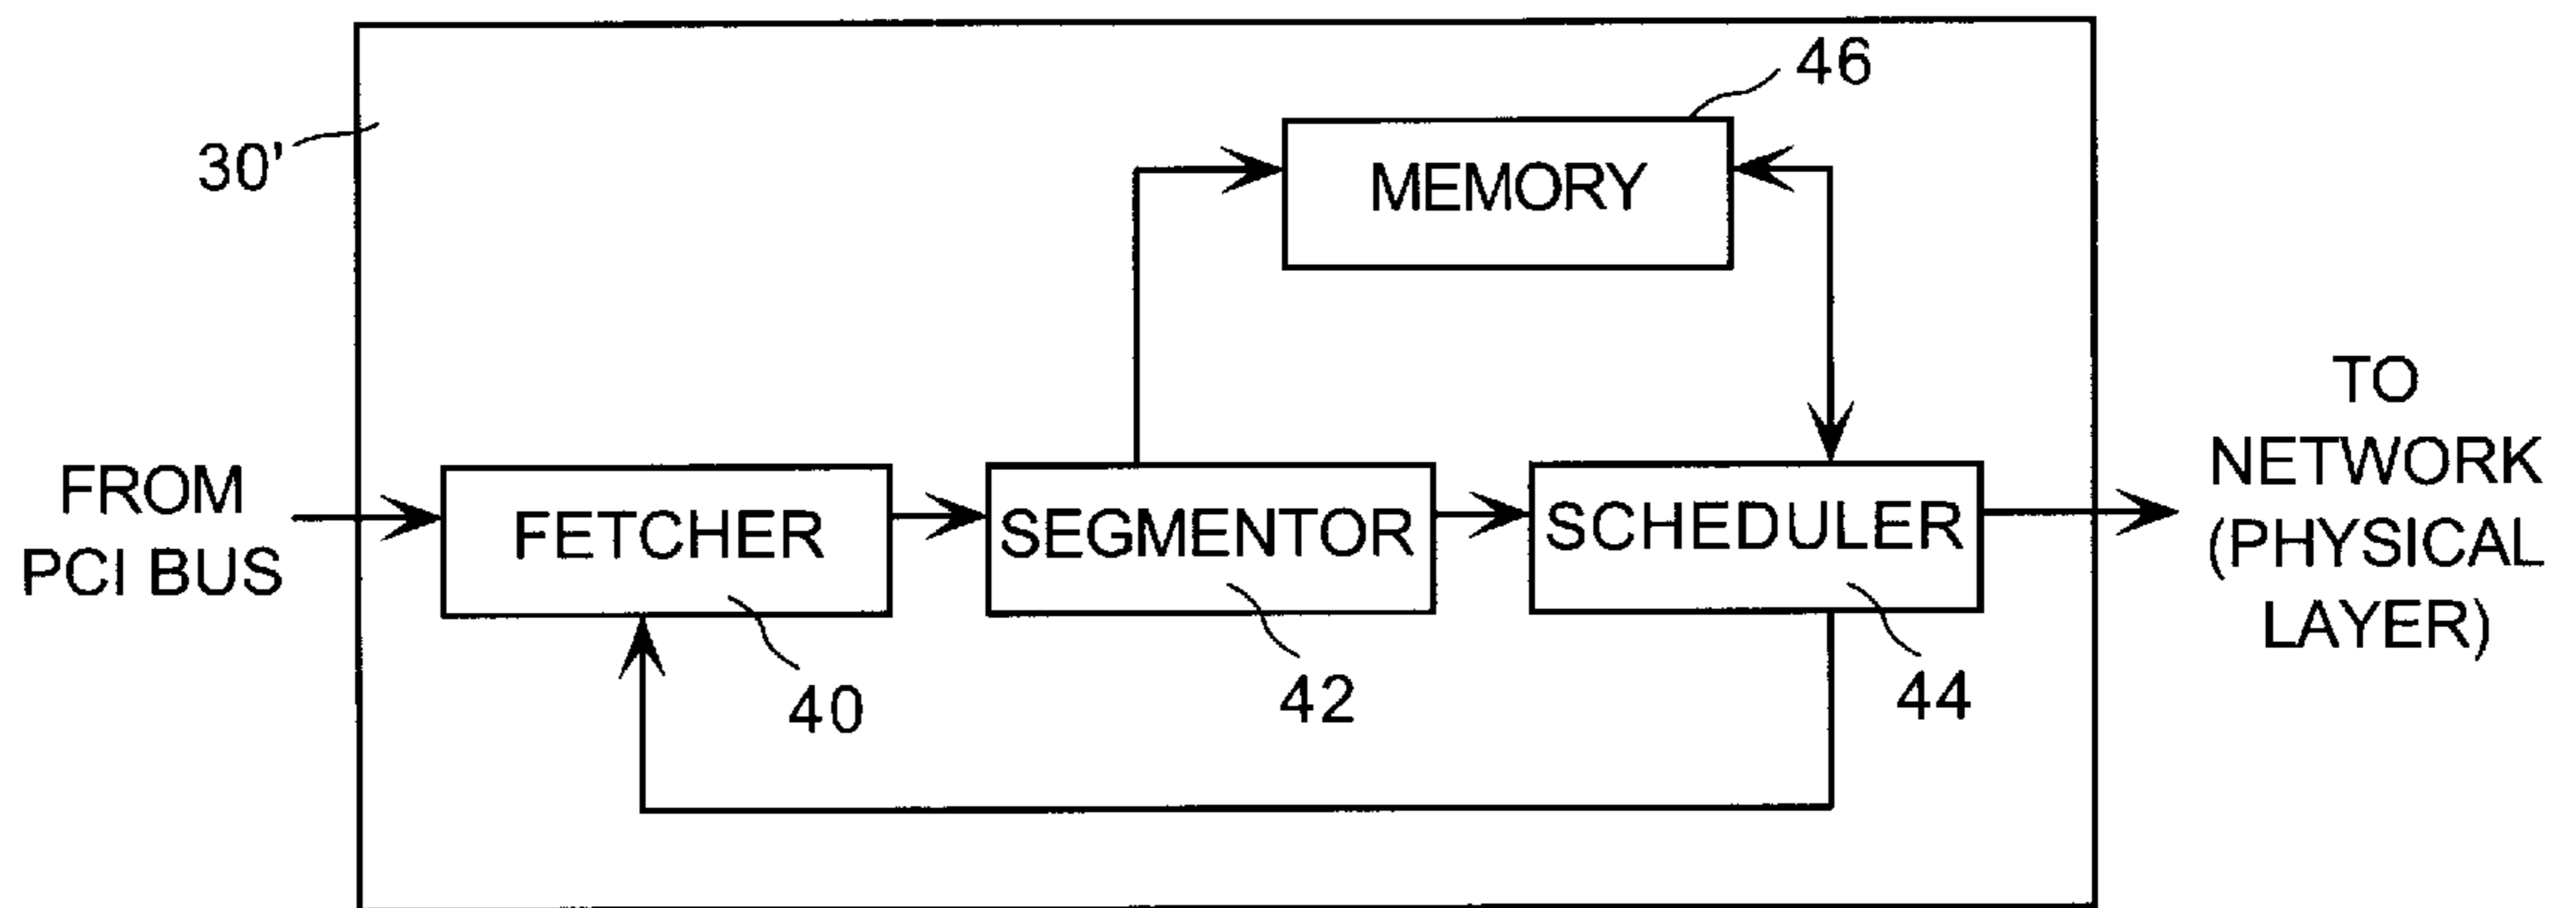 46
30'
MEMORY
FROM
PCI BUS
FETCHER
40
SEGMENTOR
42
SCHEDULER
44
TO
NETWORK
(PHYSICAL
LAYER)